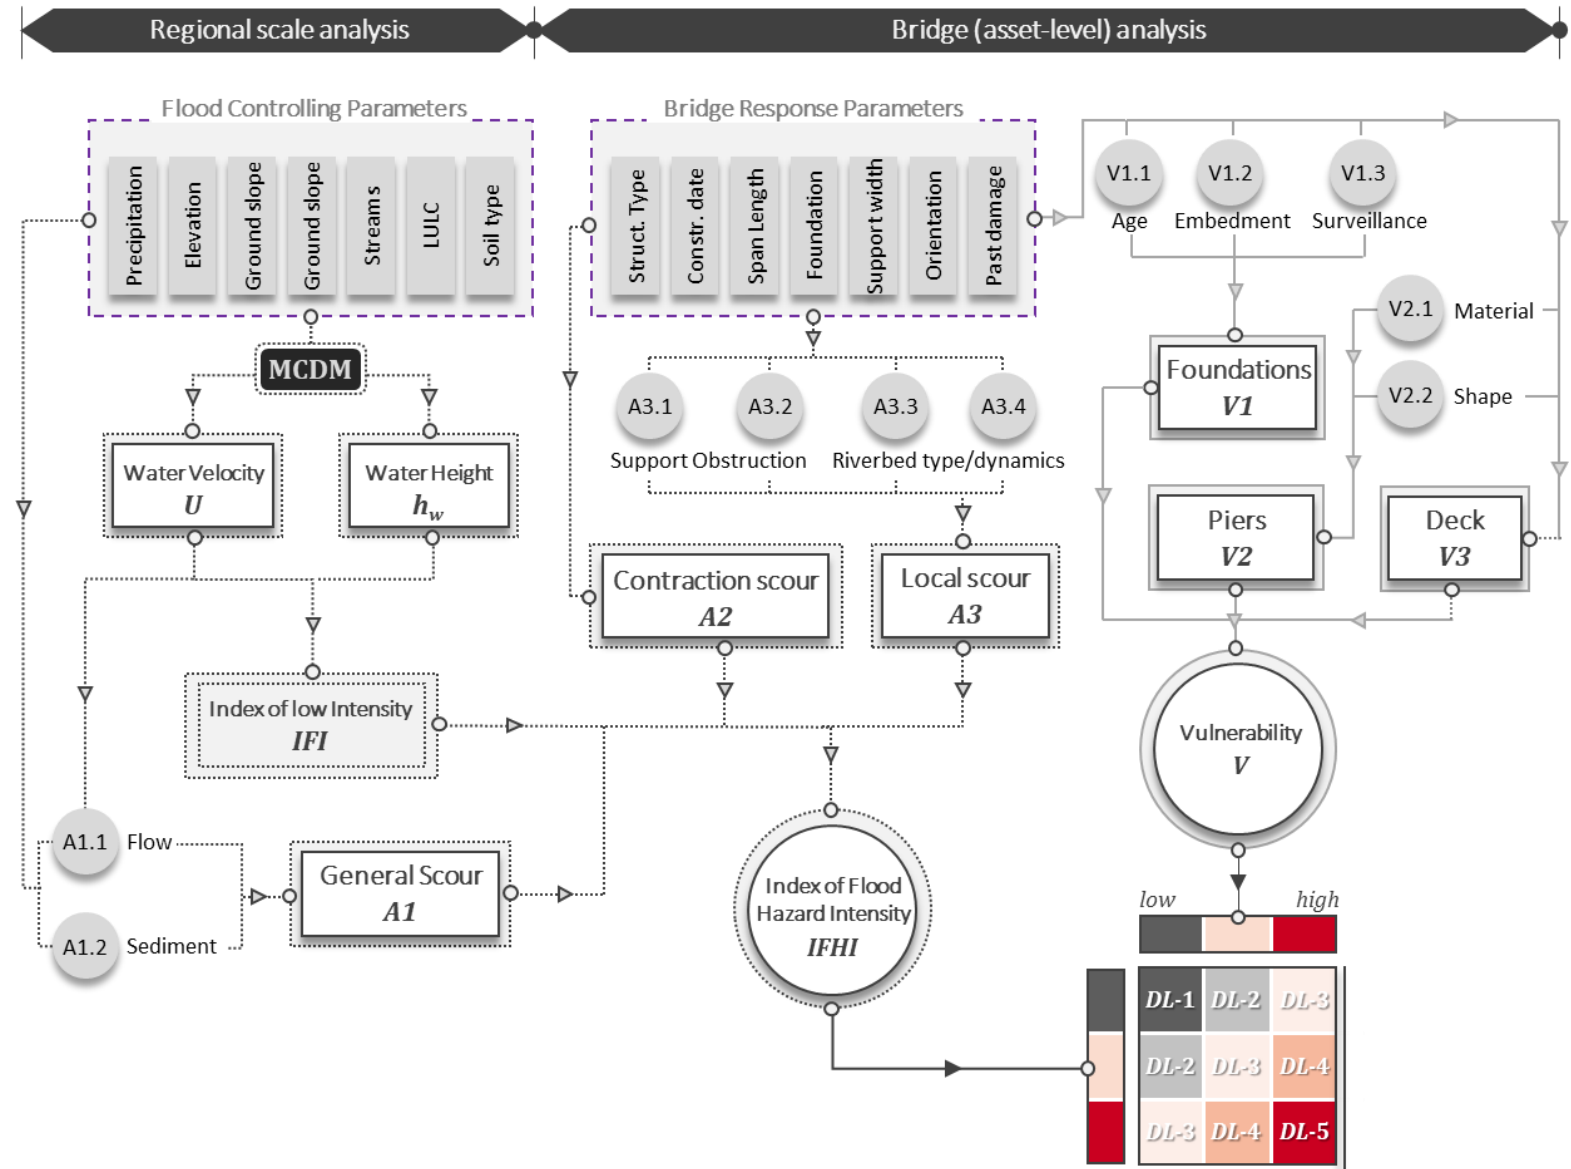 Regional scale analysis
Bridge (asset-level) analysis
Flood Controlling Parameters
Precipitation
Elevation
Ground slope
Ground slope
Streams
LULC
Soil type
MCDM
Water Velocity
U
Water Height
hw
Index of low Intensity
IFI
A1.1
Flow
A1.2
Sediment
General Scour
A1
Bridge Response Parameters
Struct. Type
Constr. date
Span Length
Foundation
Support width
Orientation
Past damage
A3.1
A3.2
A3.3
A3.4
Support Obstruction
Riverbed type/dynamics
Contraction scour
A2
Local scour
A3
Index of Flood
Hazard Intensity
IFHI
V1.1
V1.2
V1.3
Age
Embedment
Surveillance
V2.1
Material
V2.2
Shape
Foundations
V1
Piers
V2
Deck
V3
Vulnerability
V
low
high
DL-1
DL-2
DL-3
DL-2
DL-3
DL-4
DL-3
DL-4
DL-5